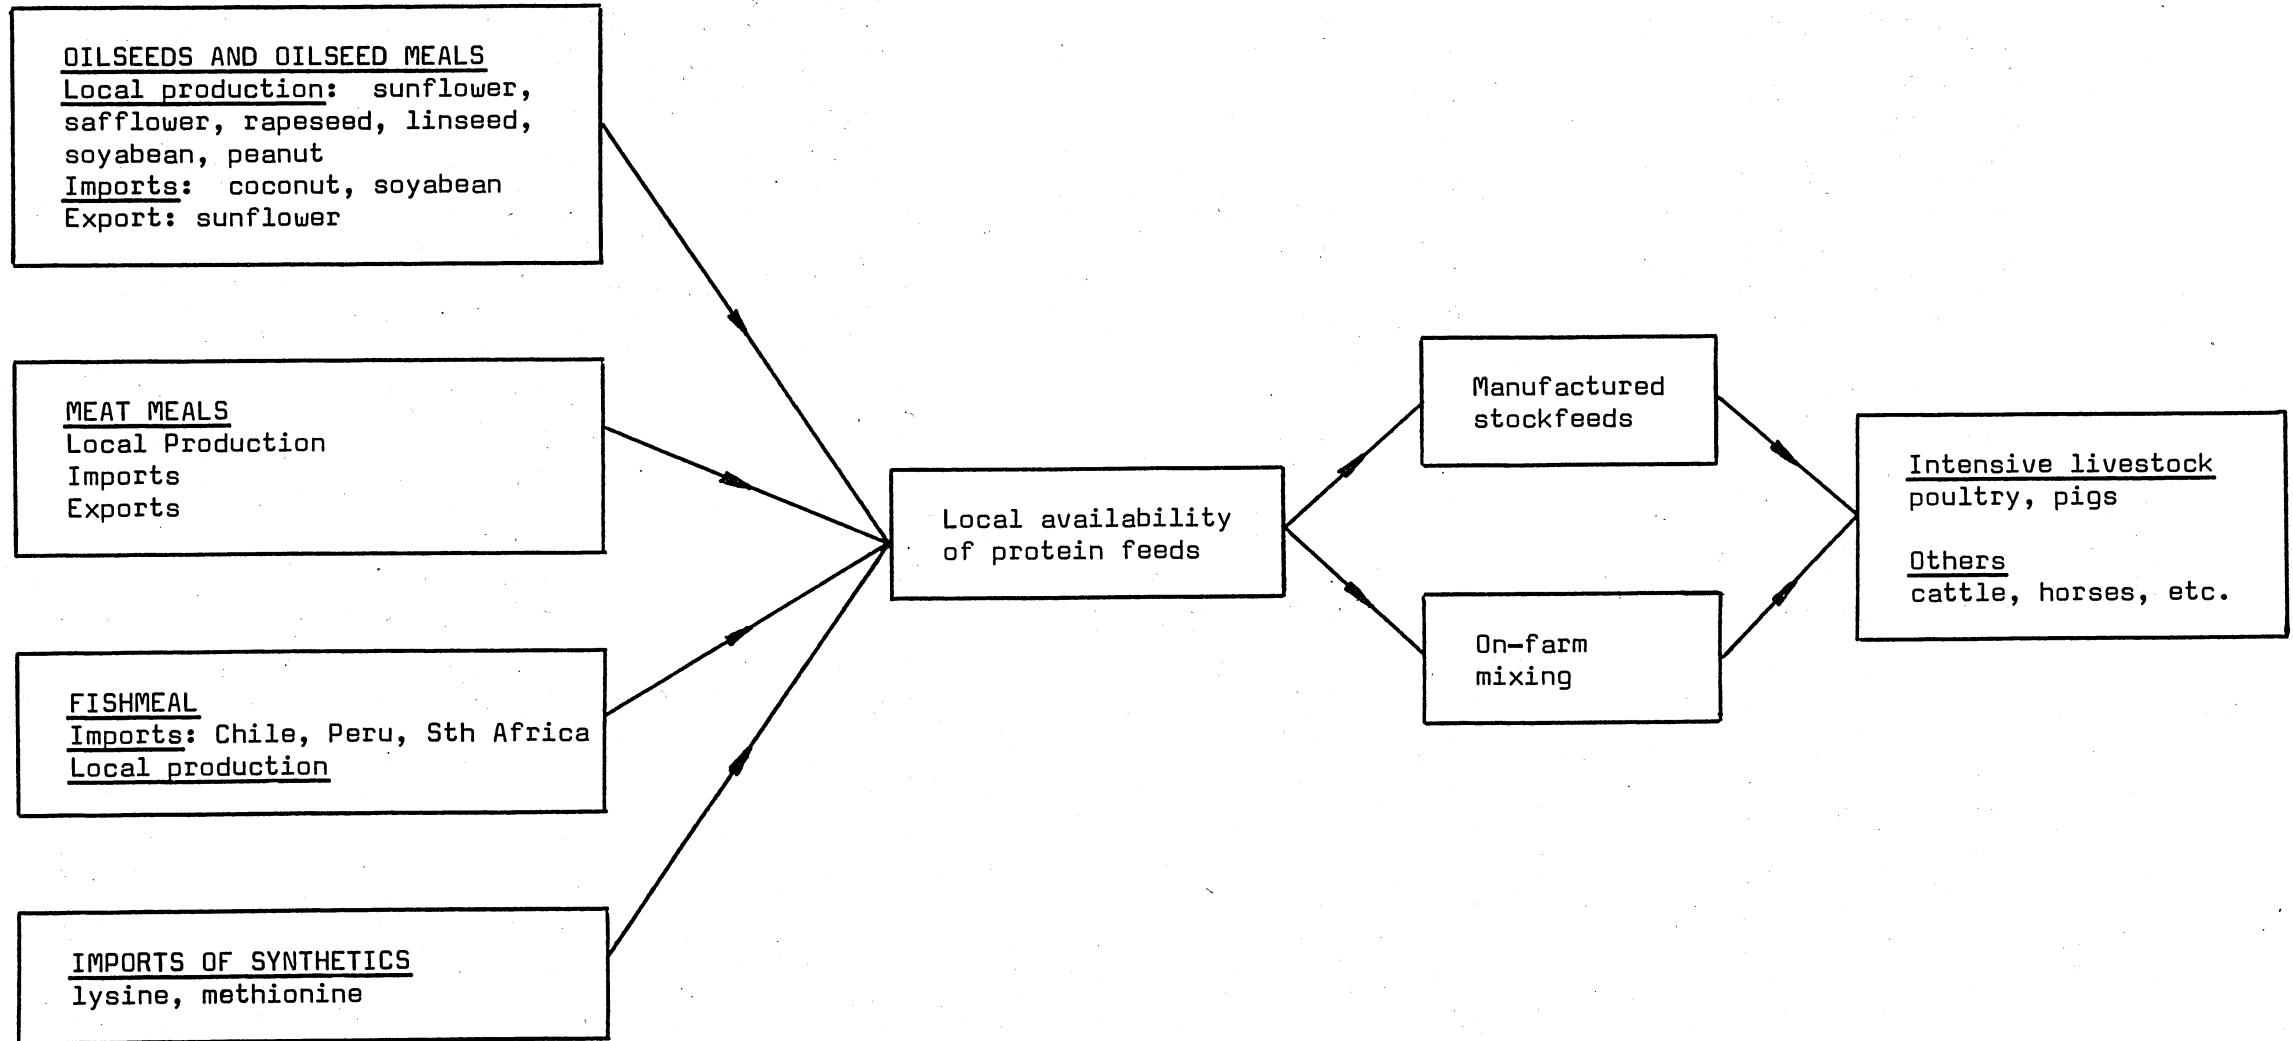 OILSEEDS AND OILSEED MEALS
Local production: sunflower,
safflower, rapeseed, linseed,
soyabean, peanut
Imports: coconut, soyabean
Export: sunflower
MEAT MEALS
Local Production
Imports
Exports
FISHMEAL
Imports: Chile, Peru, Sth Africa
Local production
IMPORTS OF SYNTHETICS
lysine, methionine
Local availability
of protein feeds
Manufactured
stockfeeds
On-farm
mixing
Intensive livestock
poultry, pigs
Others
cattle, horses, etc.